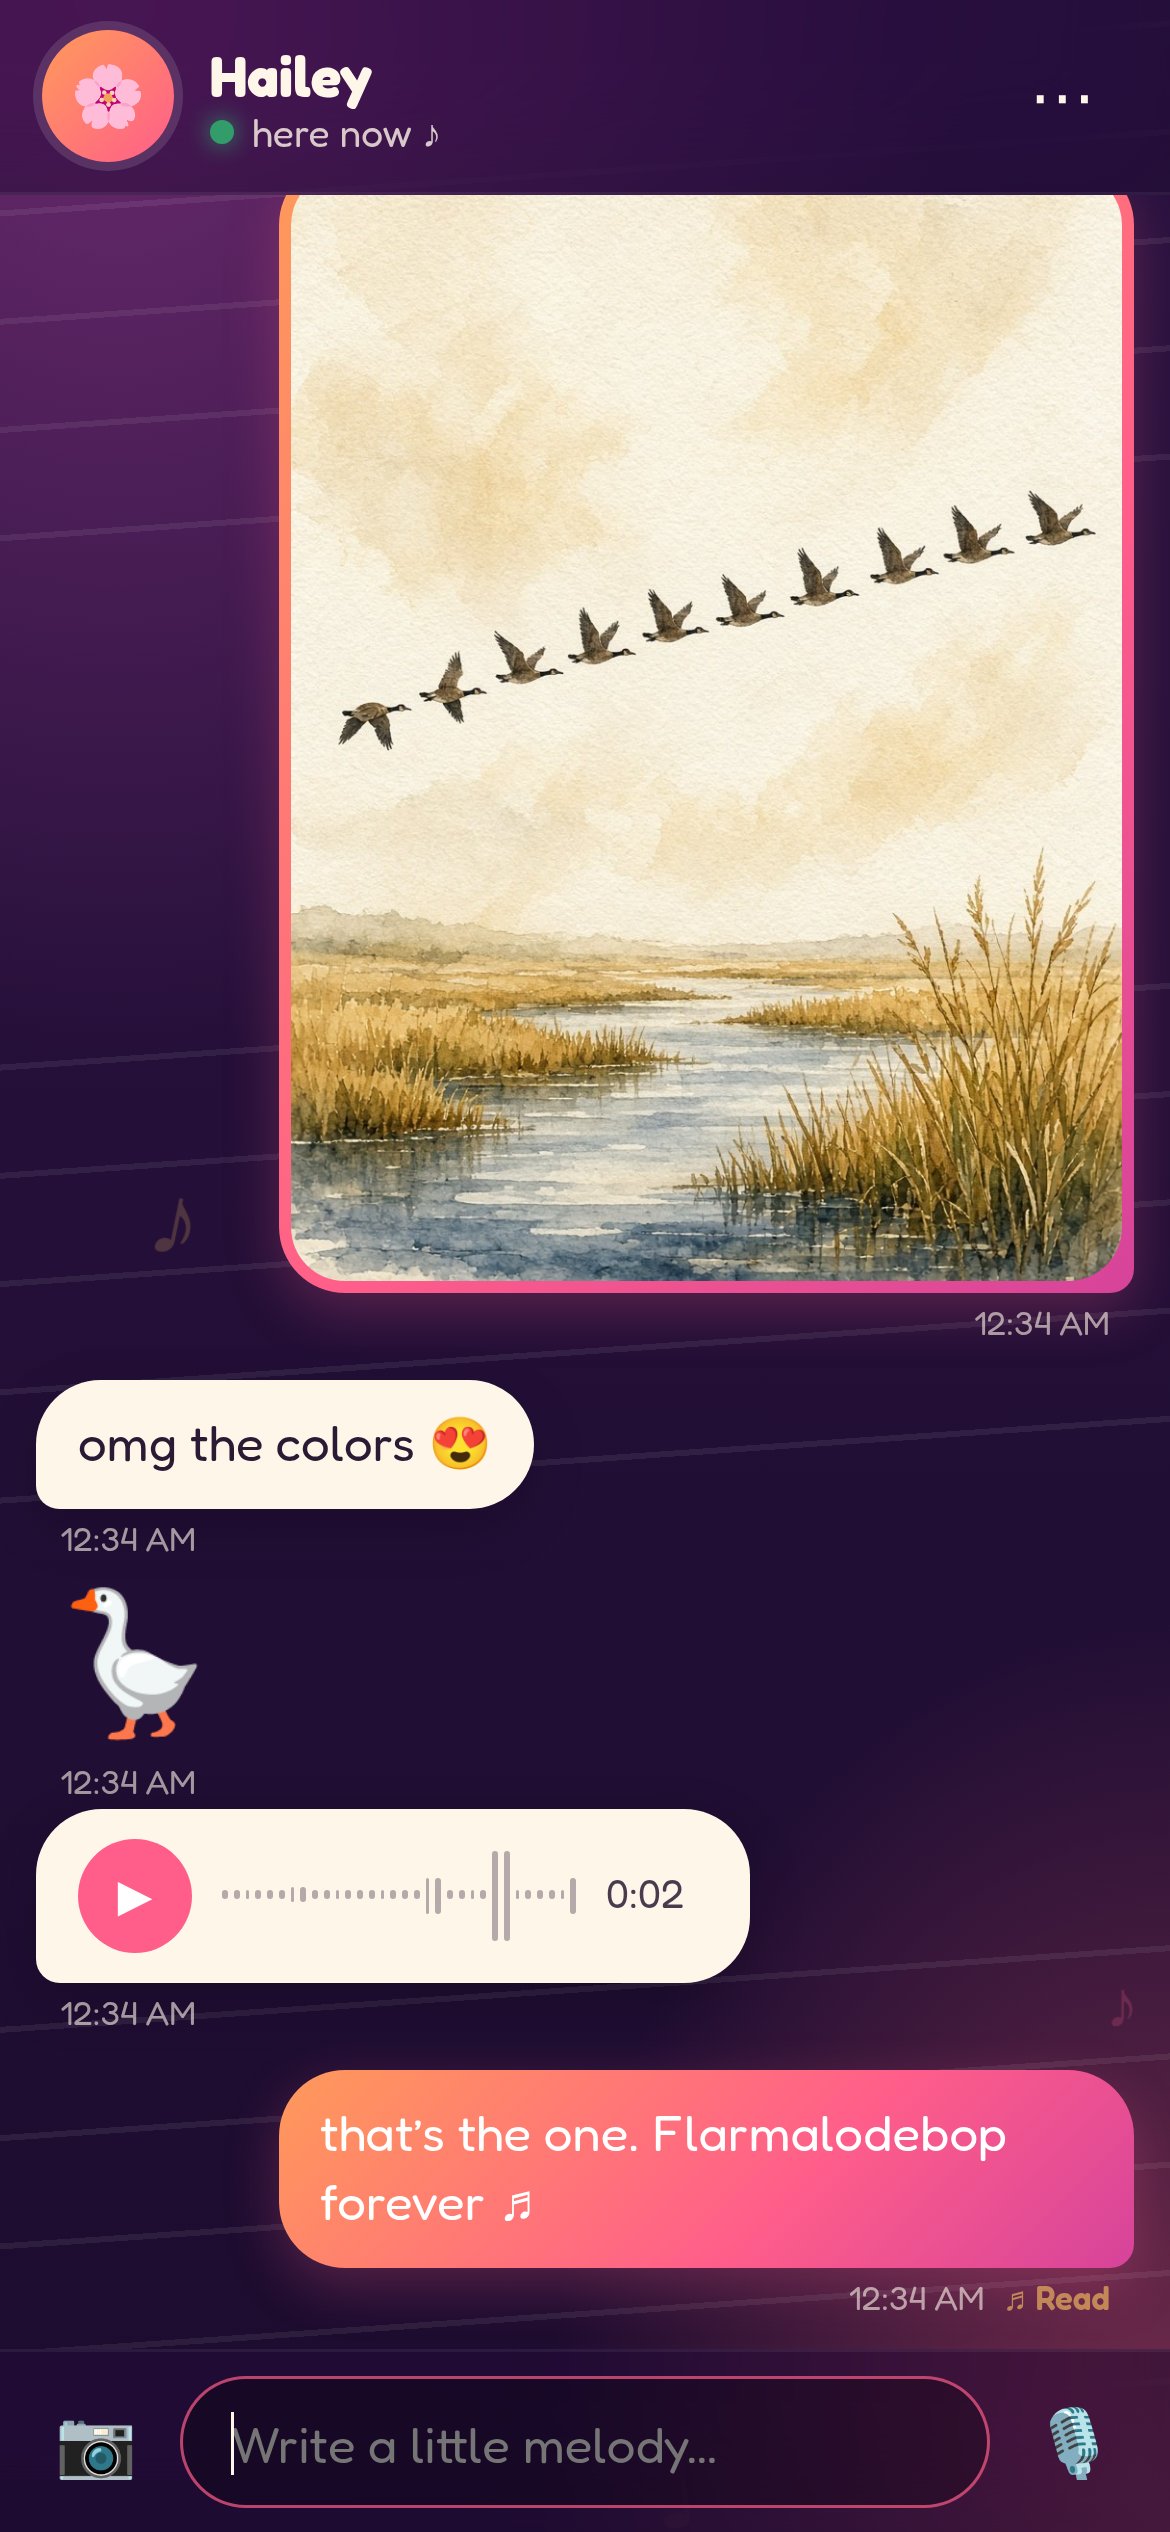 Hailey
here now ♪
12:34 AM
omg the colors 😍
12:34 AM
12:34 AM
0:02
12:34 AM
that’s the one. Flarmalodebop
forever ♬
12:34 AM ♬ Read
Write a little melody...